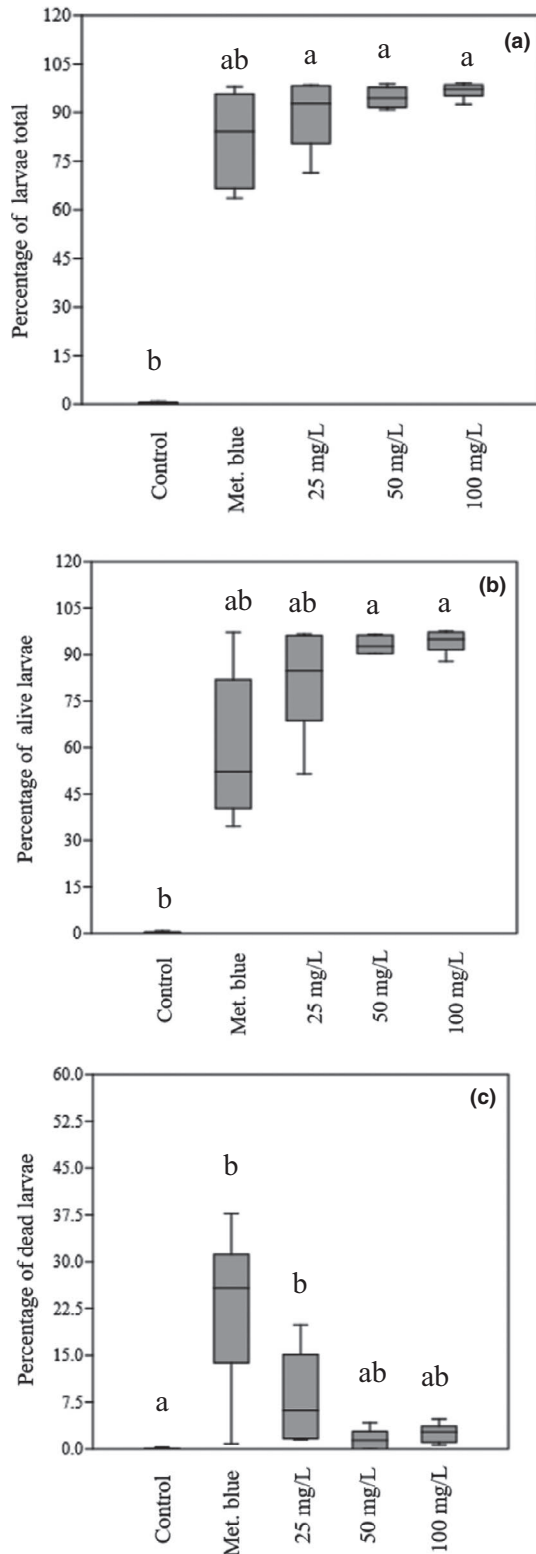 (a)
Percentage of larvae total
120
105
90
75
60
45
30
15
0
b
ab
a
a
a
Control
Met. blue
25 mg/L
50 mg/L
100 mg/L
(b)
Percentage of alive larvae
120
105
90
75
60
45
30
15
0
b
ab
ab
a
a
Control
Met. blue
25 mg/L
50 mg/L
100 mg/L
(c)
Percentage of dead larvae
60.0
52.5
45.0
37.5
30.0
22.5
15.0
7.5
0.0
a
b
b
ab
ab
Control
Met. blue
25 mg/L
50 mg/L
100 mg/L